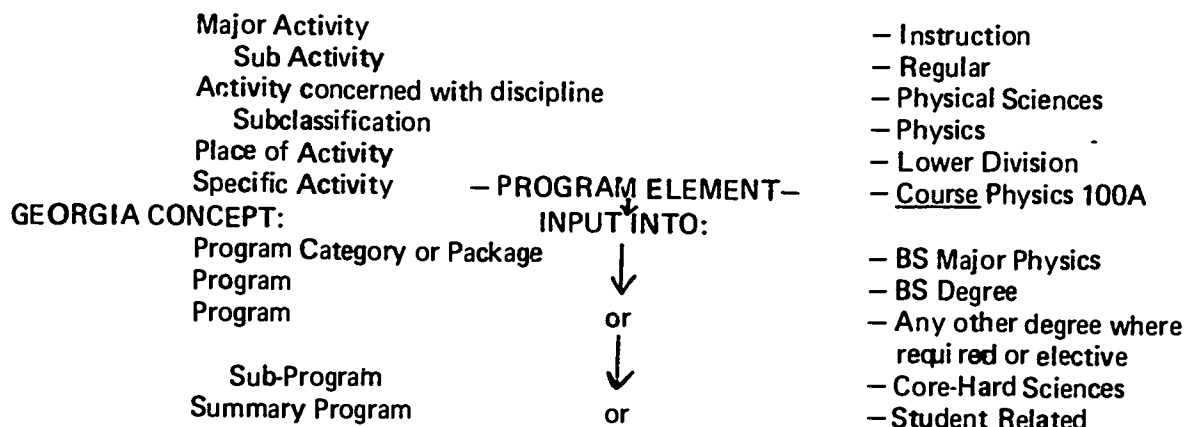 Major Activity — Instruction
Sub Activity — Regular
Activity concerned with discipline — Physical Sciences
Subclassification — Physics
Place of Activity — Lower Division
Specific Activity — PROGRAM ELEMENT — — Course Physics 100A
GEORGIA CONCEPT: INPUT INTO:
Program Category or Package — BS Major Physics
Program — BS Degree
Program or — Any other degree where
required or elective
Sub-Program — Core-Hard Sciences
Summary Program or — Student Related